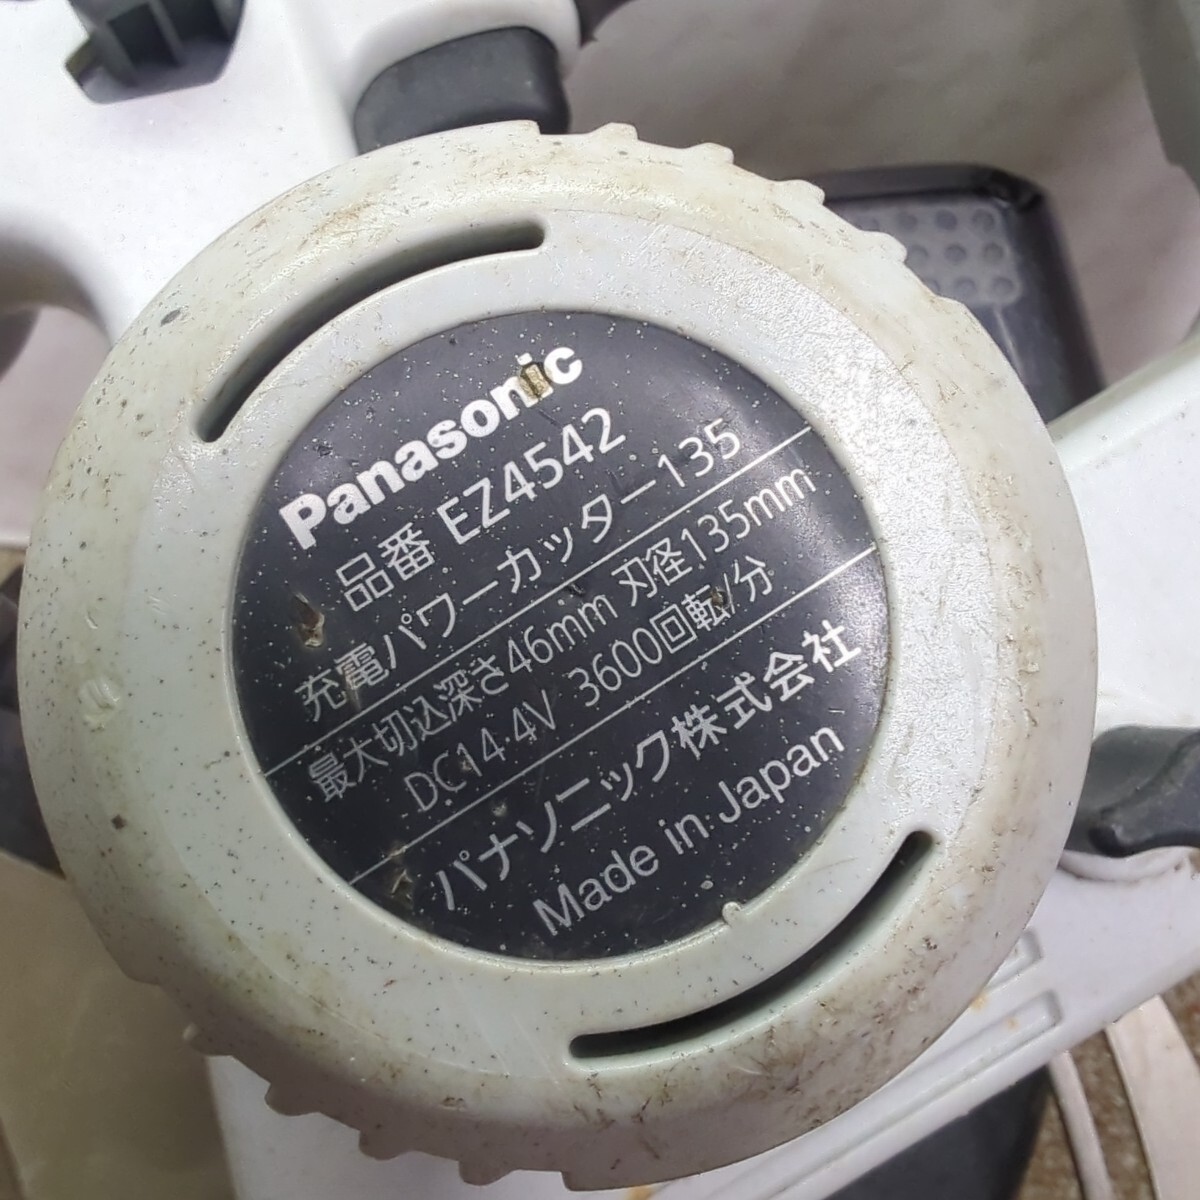 Panasonic
品番 EZ4542
充電パワーカッター135
最大切込深さ46mm 刃径135mm
DC14.4V 3600回転/分
パナソニック株式会社
Made in Japan